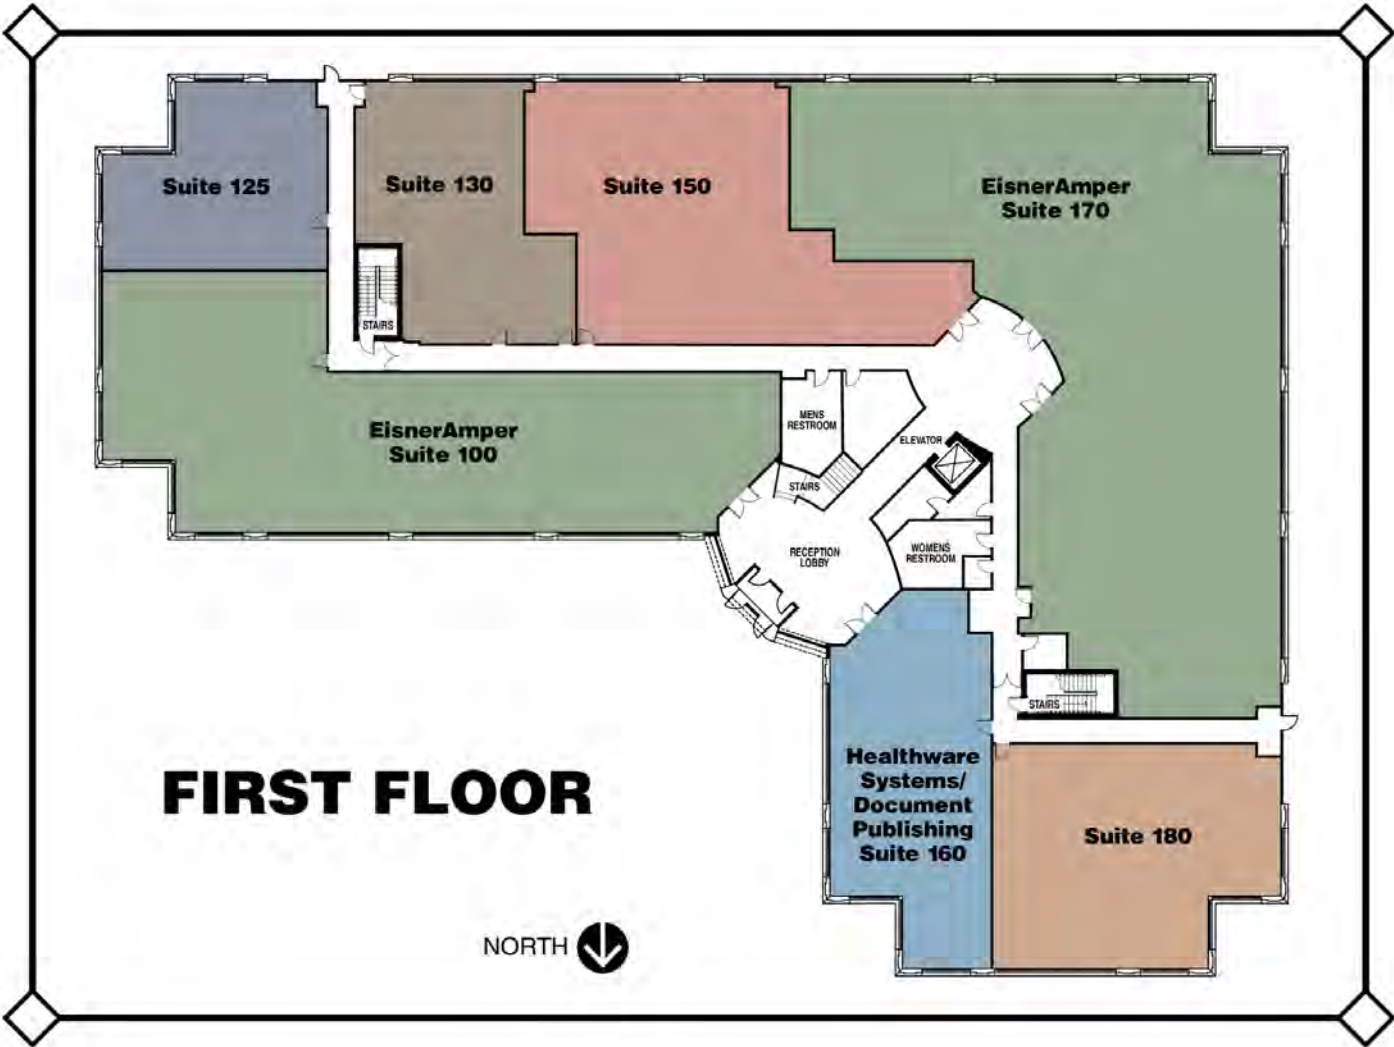 Suite 125
Suite 130
Suite 150
EisnerAmper
Suite 170
STAIRS
EisnerAmper
Suite 100
MENS
RESTROOM
ELEVATOR
STAIRS
RECEPTION
LOBBY
WOMENS
RESTROOM
STAIRS
Healthware
Systems/
Document
Publishing
Suite 160
Suite 180
FIRST FLOOR
NORTH